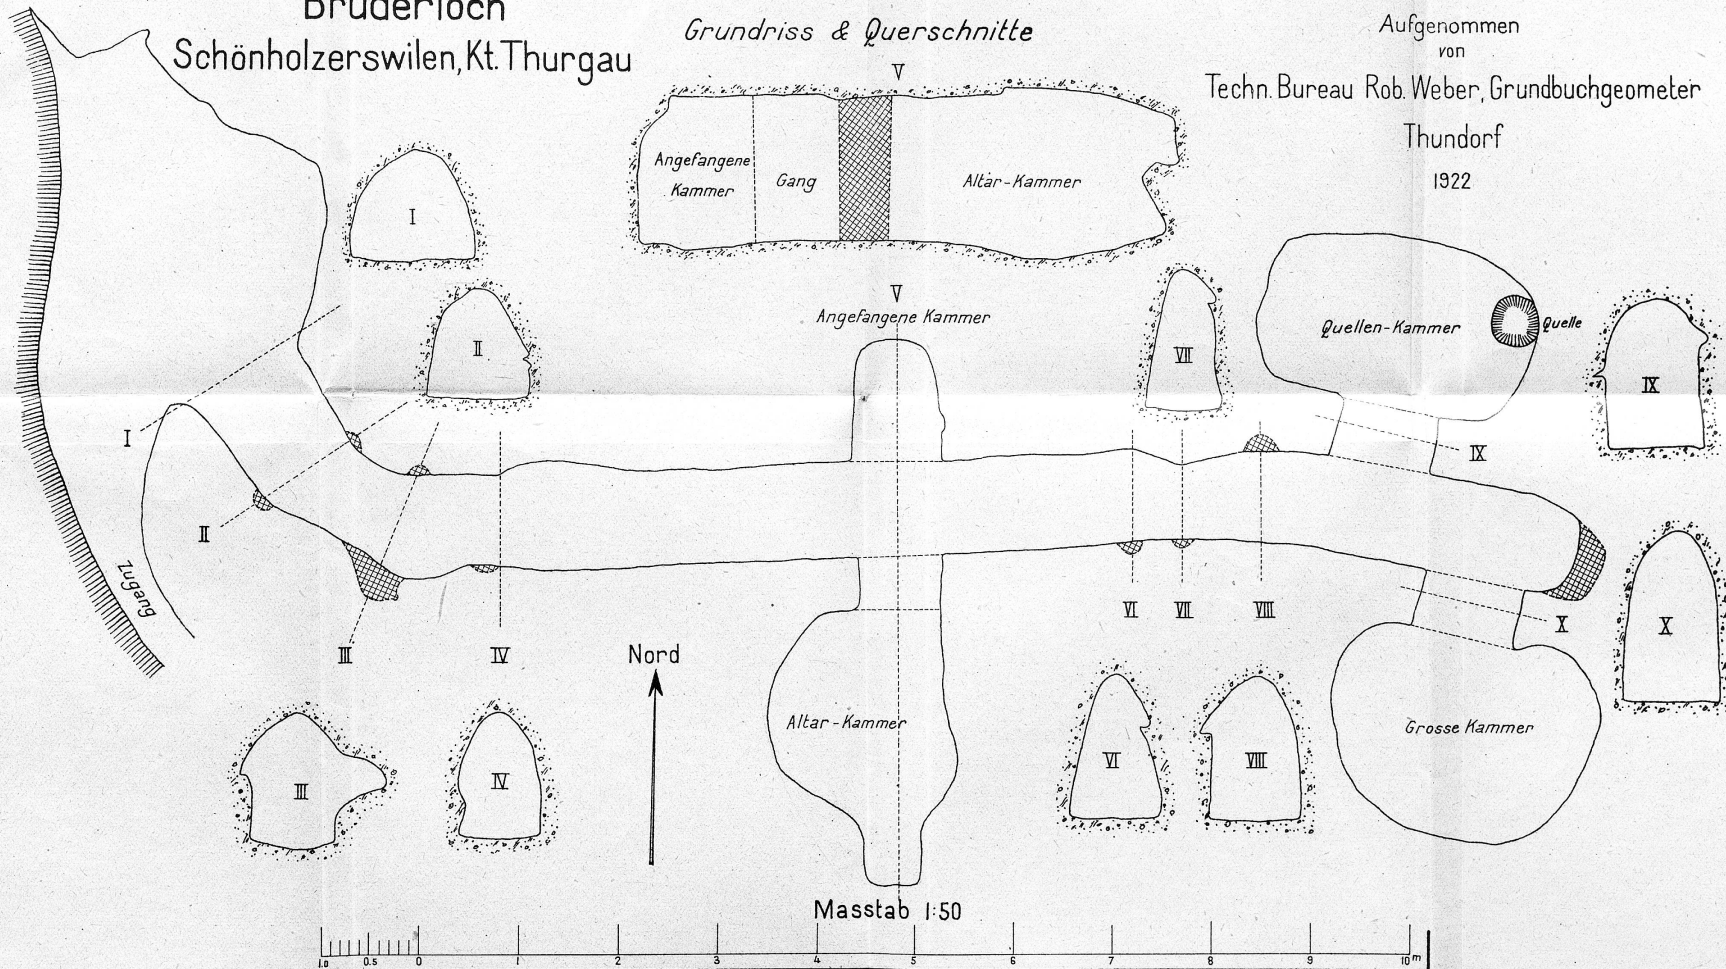 Bruderloch
Schönholzerswilen, Kt. Thurgau
Grundriss & Querschnitte
Aufgenommen
von
Techn. Bureau Rob. Weber, Grundbuchgeometer
Thundorf
1922
V
Angefangene
Kammer
Gang
Altar-Kammer
I
II
V
Angefangene Kammer
VII
Quellen-Kammer
Quelle
IX
I
IX
II
Zugang
III
IV
VI
VII
VIII
X
X
Nord
Altar-Kammer
Grosse Kammer
III
IV
VI
VIII
Masstab 1:50
1.0 0.5 0 1 2 3 4 5 6 7 8 9 10 m